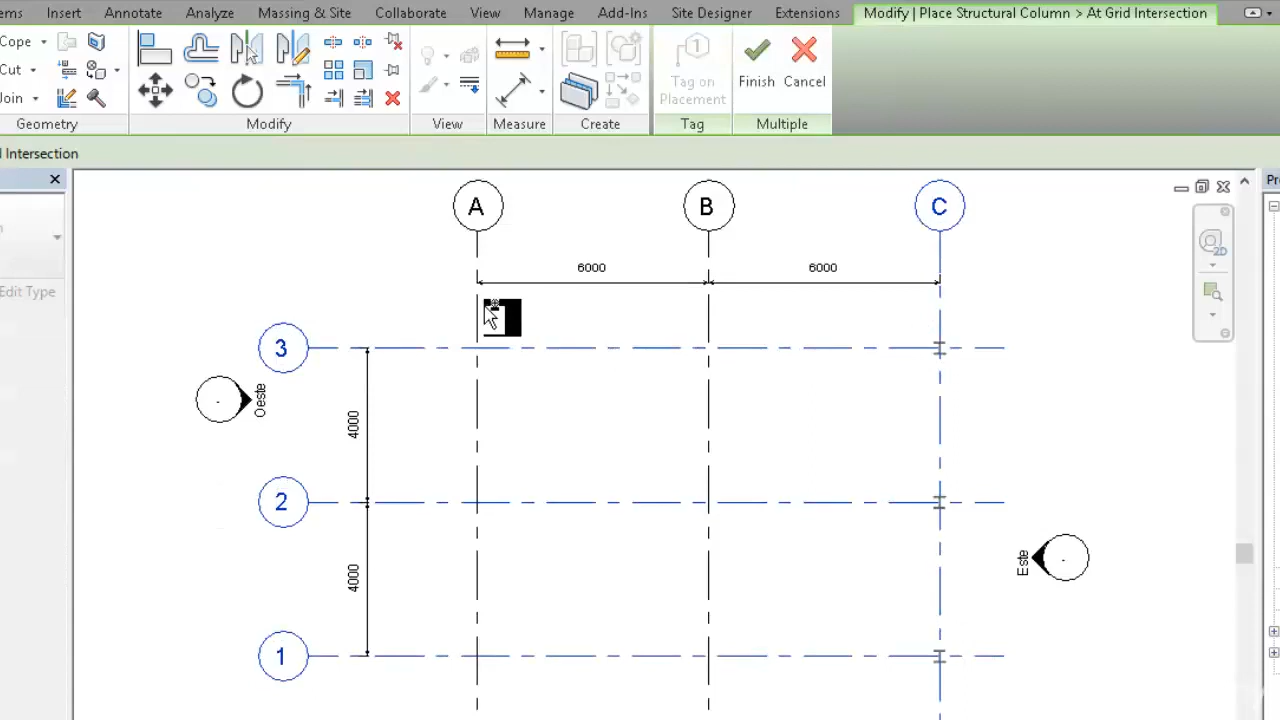 ems Insert Annotate Analyze Massing & Site Collaborate View Manage Add-Ins Site Designer Extensions Modify | Place Structural Column > At Grid Intersection
Cope
Cut
Join
Tag on
Placement
Finish Cancel
Geometry Modify View Measure Create Tag Multiple
l Intersection
Edit Type
2D
Pr
A B C
6000 6000
3
Oeste
4000
2
4000
Este
1